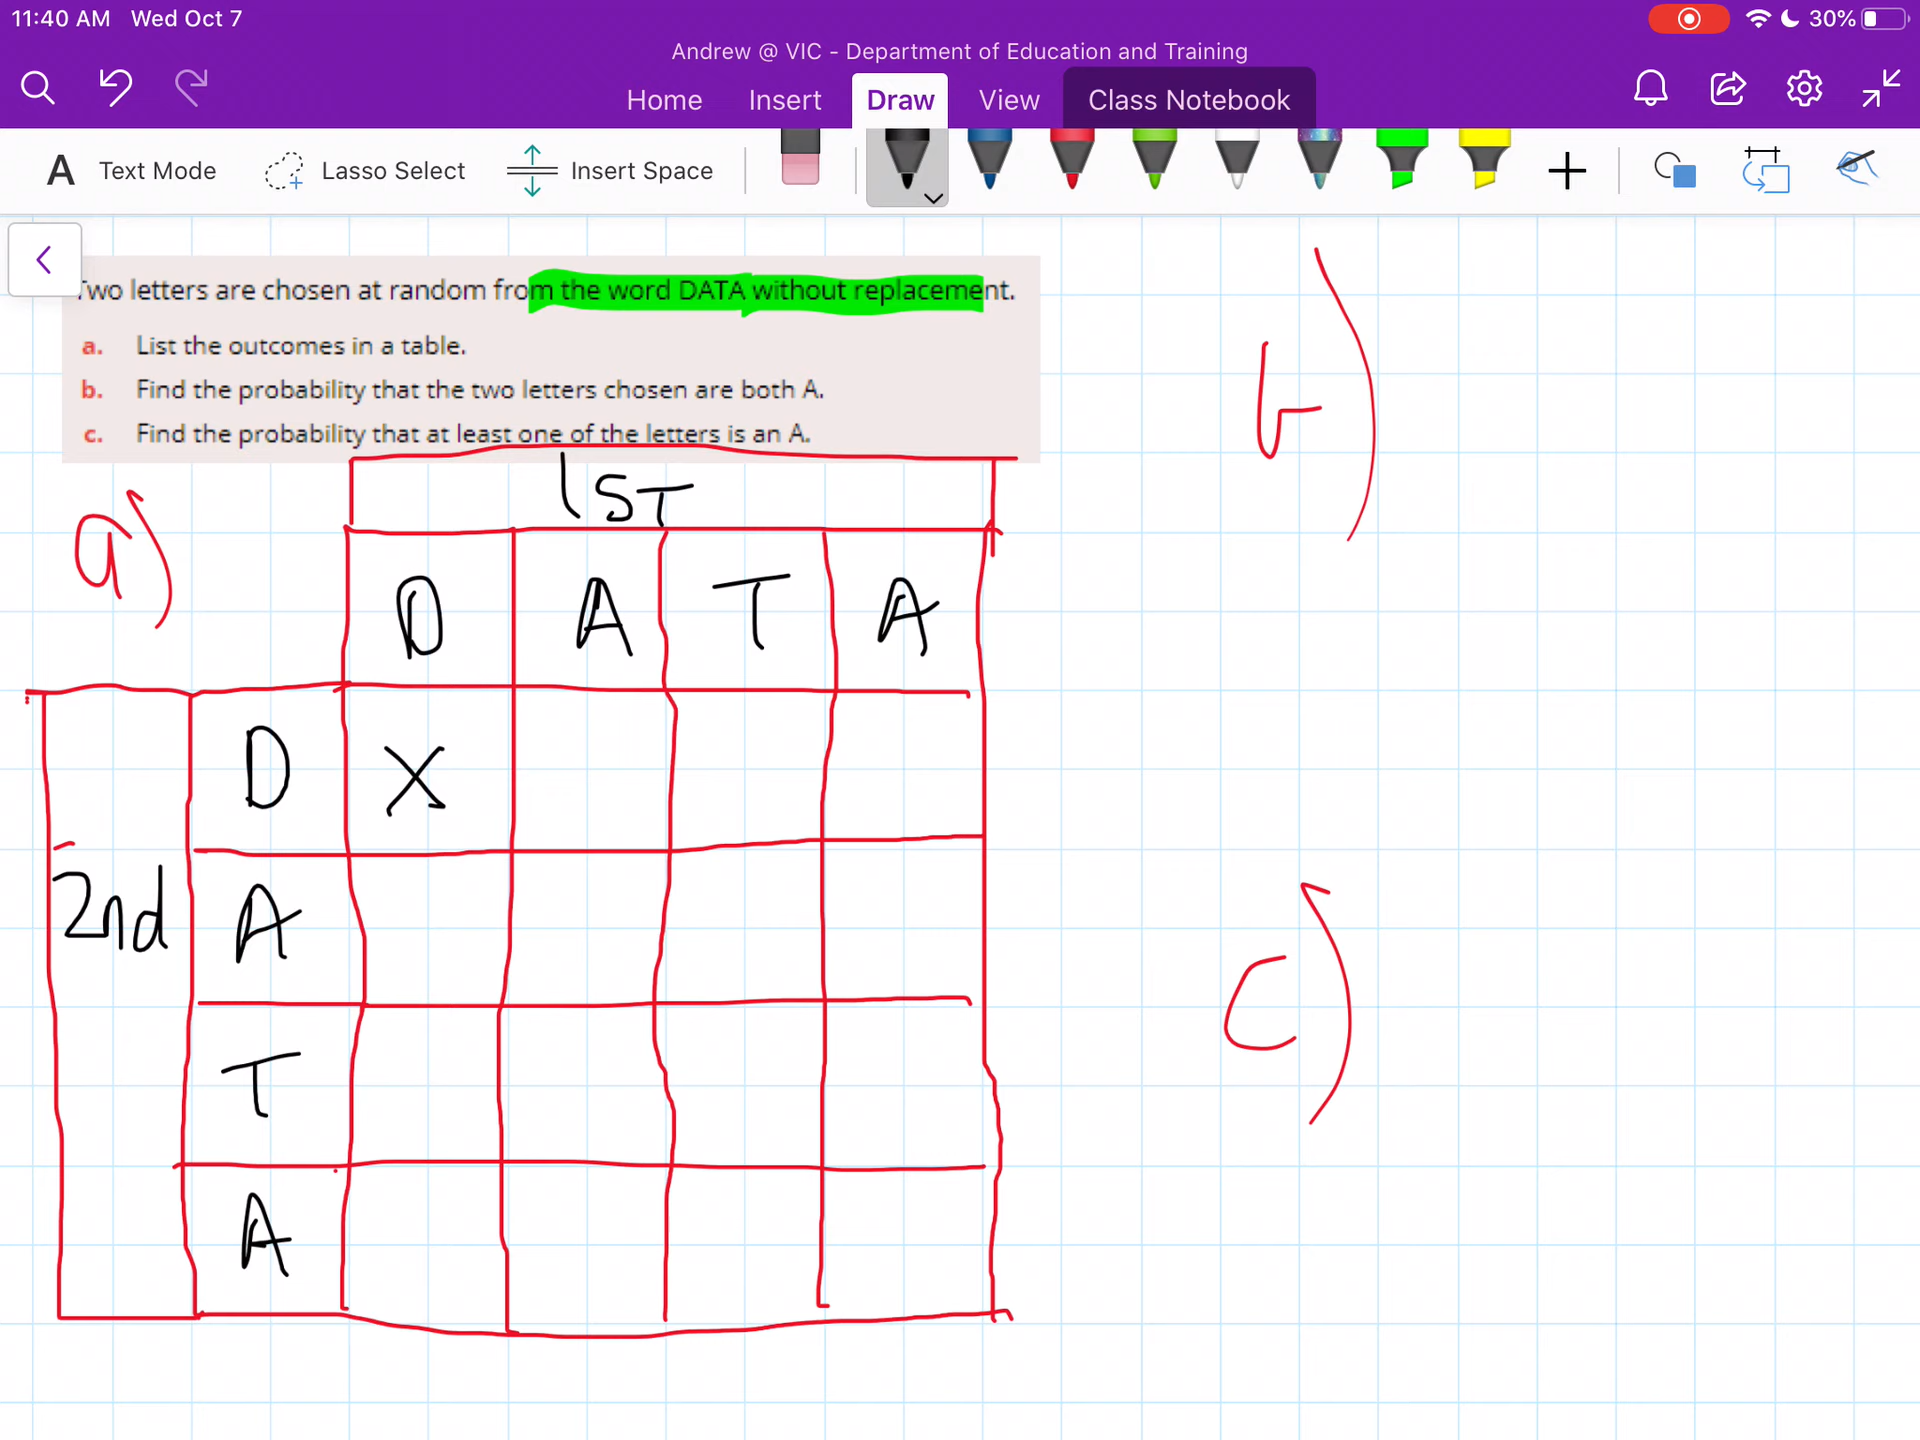 11:40 AM Wed Oct 7
30%
Andrew @ VIC - Department of Education and Training
Home Insert Draw View Class Notebook
A Text Mode Lasso Select Insert Space
Two letters are chosen at random from the word DATA without replacement.
a. List the outcomes in a table.
b. Find the probability that the two letters chosen are both A.
c. Find the probability that at least one of the letters is an A.
b)
a)
1ST
D A T A
D X
2nd A
c)
T
A